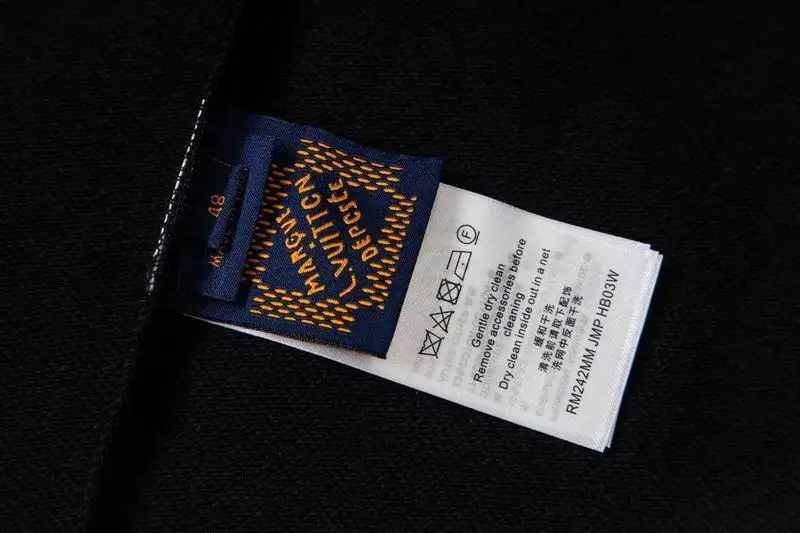 48
MARQUE
L.VUITTON
DEPOSÉE
Gentle dry clean
Remove accessories before
cleaning
Dry clean inside out in a net
缓和干洗
清洗前请取下配饰
洗网中反面干洗
RM242MM JMP HB03W